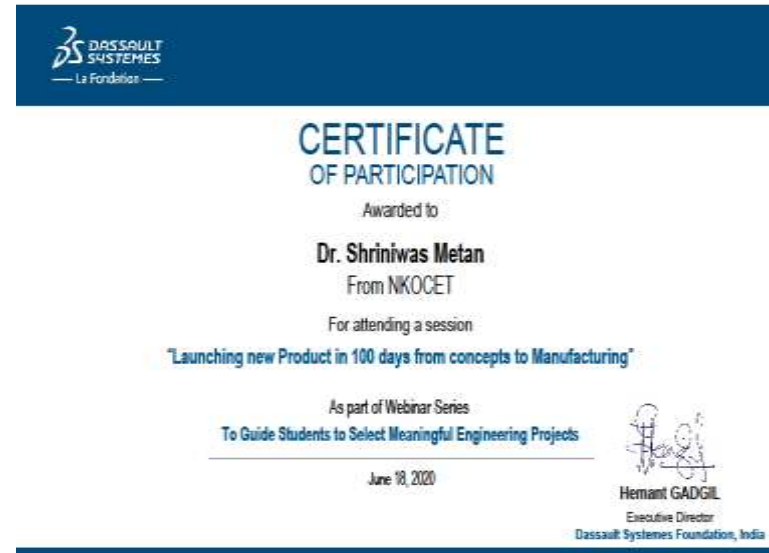 DASSAULT
SYSTEMES
La Fondation
CERTIFICATE
OF PARTICIPATION
Awarded to
Dr. Shriniwas Metan
From NKOCET
For attending a session
"Launching new Product in 100 days from concepts to Manufacturing"
As part of Webinar Series
To Guide Students to Select Meaningful Engineering Projects
June 18, 2020
Hemant GADGIL
Executive Director
Dassault Systemes Foundation, India